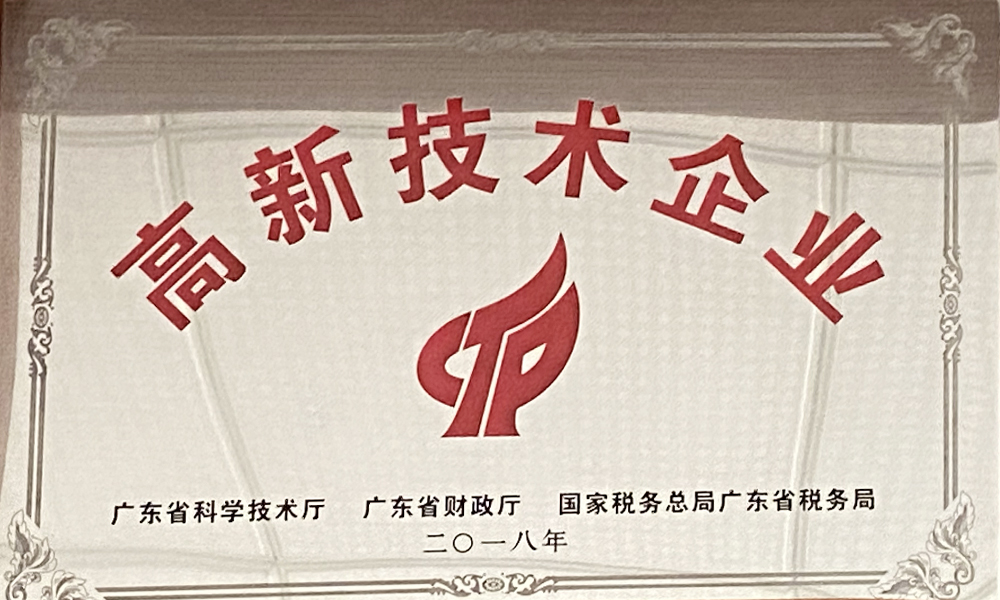 高新技术企业
广东省科学技术厅 广东省财政厅 国家税务总局广东省税务局
二〇一八年